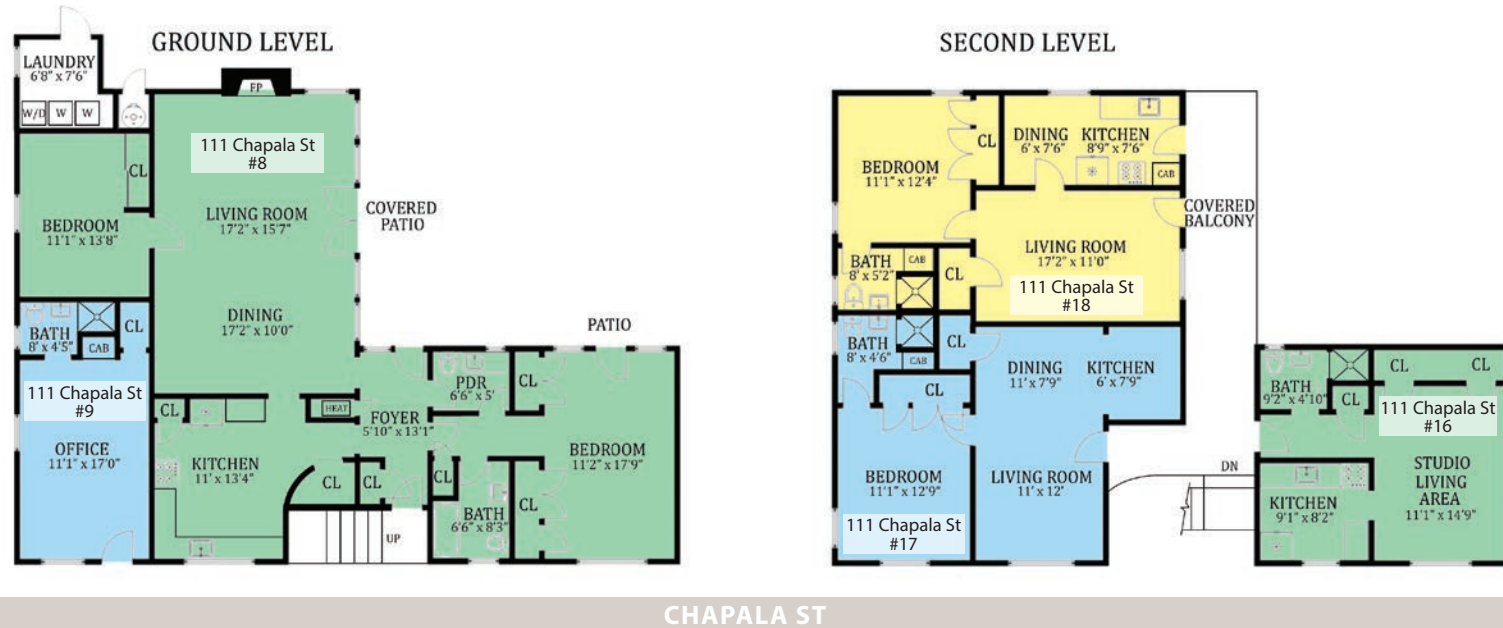 GROUND LEVEL
LAUNDRY
6'8" x 7'6"
W/D
W
W
FP
111 Chapala St
#8
CL
BEDROOM
11'1" x 13'8"
LIVING ROOM
17'2" x 15'7"
COVERED
PATIO
DINING
17'2" x 10'0"
BATH
8' x 4'5"
CAB
CL
111 Chapala St
#9
OFFICE
11'1" x 17'0"
CL
KITCHEN
11' x 13'4"
HEAT
FOYER
5'10" x 13'1"
CL
CL
UP
PDR
6'6" x 5'
CL
PATIO
BEDROOM
11'2" x 17'9"
CL
BATH
6'6" x 8'3"
CL
SECOND LEVEL
BEDROOM
11'1" x 12'4"
CL
DINING
6' x 7'6"
KITCHEN
8'9" x 7'6"
CAB
COVERED
BALCONY
LIVING ROOM
17'2" x 11'0"
111 Chapala St
#18
BATH
8' x 5'2"
CAB
CL
BATH
8' x 4'6"
CAB
CL
DINING
11' x 7'9"
KITCHEN
6' x 7'9"
CL
BEDROOM
11'1" x 12'9"
LIVING ROOM
11' x 12'
111 Chapala St
#17
DN
BATH
9'2" x 4'10"
CL
CL
CL
111 Chapala St
#16
KITCHEN
9'1" x 8'2"
STUDIO
LIVING
AREA
11'1" x 14'9"
CHAPALA ST